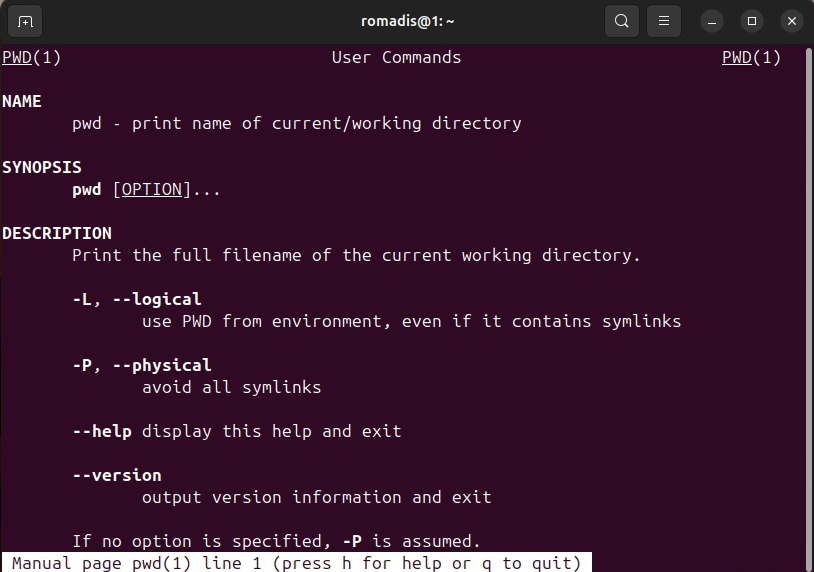 romadis@1: ~
PWD(1) User Commands PWD(1)
NAME
pwd - print name of current/working directory
SYNOPSIS
pwd [OPTION]...
DESCRIPTION
Print the full filename of the current working directory.
-L, --logical
use PWD from environment, even if it contains symlinks
-P, --physical
avoid all symlinks
--help display this help and exit
--version
output version information and exit
If no option is specified, -P is assumed.
Manual page pwd(1) line 1 (press h for help or q to quit)